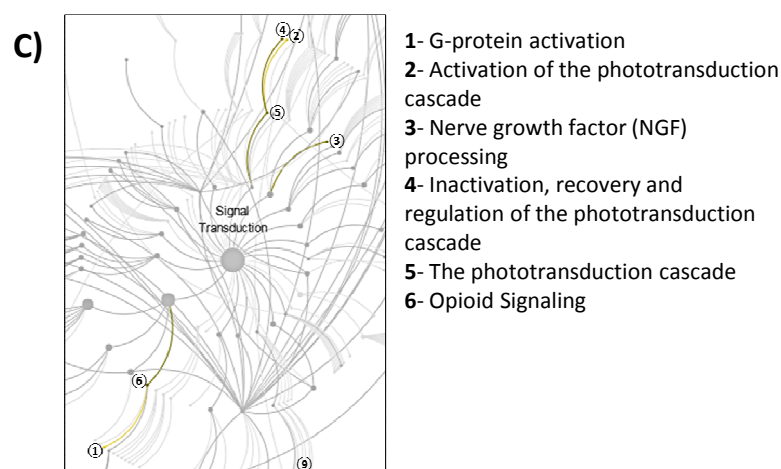 C)
4
2
5
3
Signal
Transduction
6
1
9
1- G-protein activation
2- Activation of the phototransduction
cascade
3- Nerve growth factor (NGF)
processing
4- Inactivation, recovery and
regulation of the phototransduction
cascade
5- The phototransduction cascade
6- Opioid Signaling